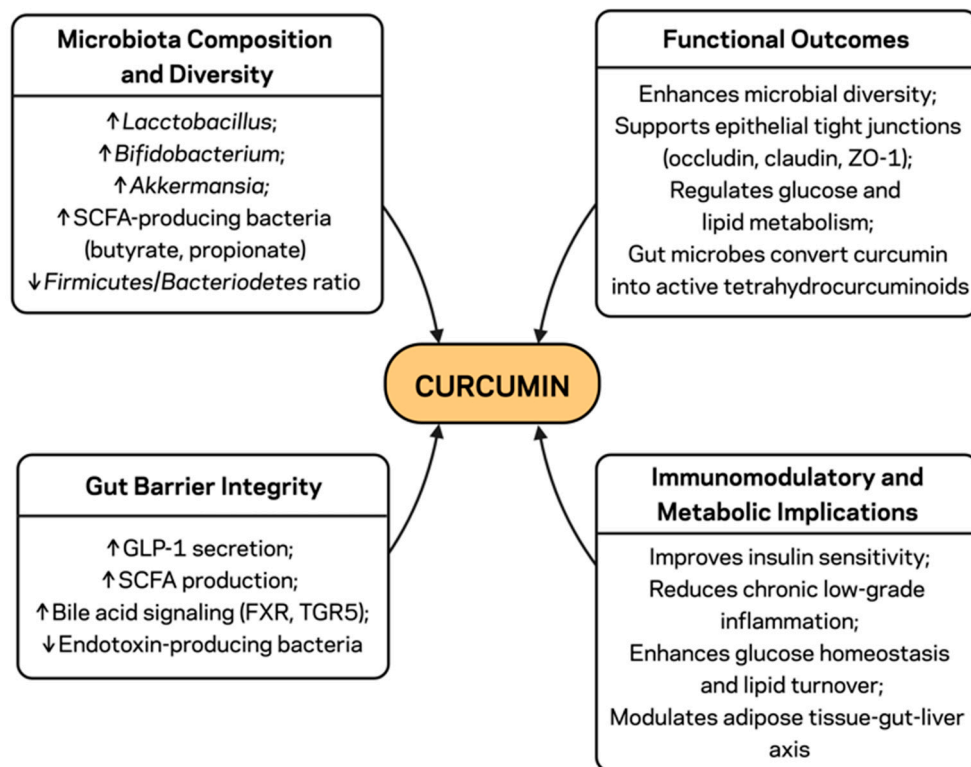 Microbiota Composition
and Diversity
↑Lacctobacillus;
↑Bifidobacterium;
↑Akkermansia;
↑SCFA-producing bacteria
(butyrate, propionate)
↓Firmicutes/Bacteriodetes ratio
Functional Outcomes
Enhances microbial diversity;
Supports epithelial tight junctions
(occludin, claudin, ZO-1);
Regulates glucose and
lipid metabolism;
Gut microbes convert curcumin
into active tetrahydrocurcuminoids
CURCUMIN
Gut Barrier Integrity
↑GLP-1 secretion;
↑SCFA production;
↑Bile acid signaling (FXR, TGR5);
↓Endotoxin-producing bacteria
Immunomodulatory and
Metabolic Implications
Improves insulin sensitivity;
Reduces chronic low-grade
inflammation;
Enhances glucose homeostasis
and lipid turnover;
Modulates adipose tissue-gut-liver
axis